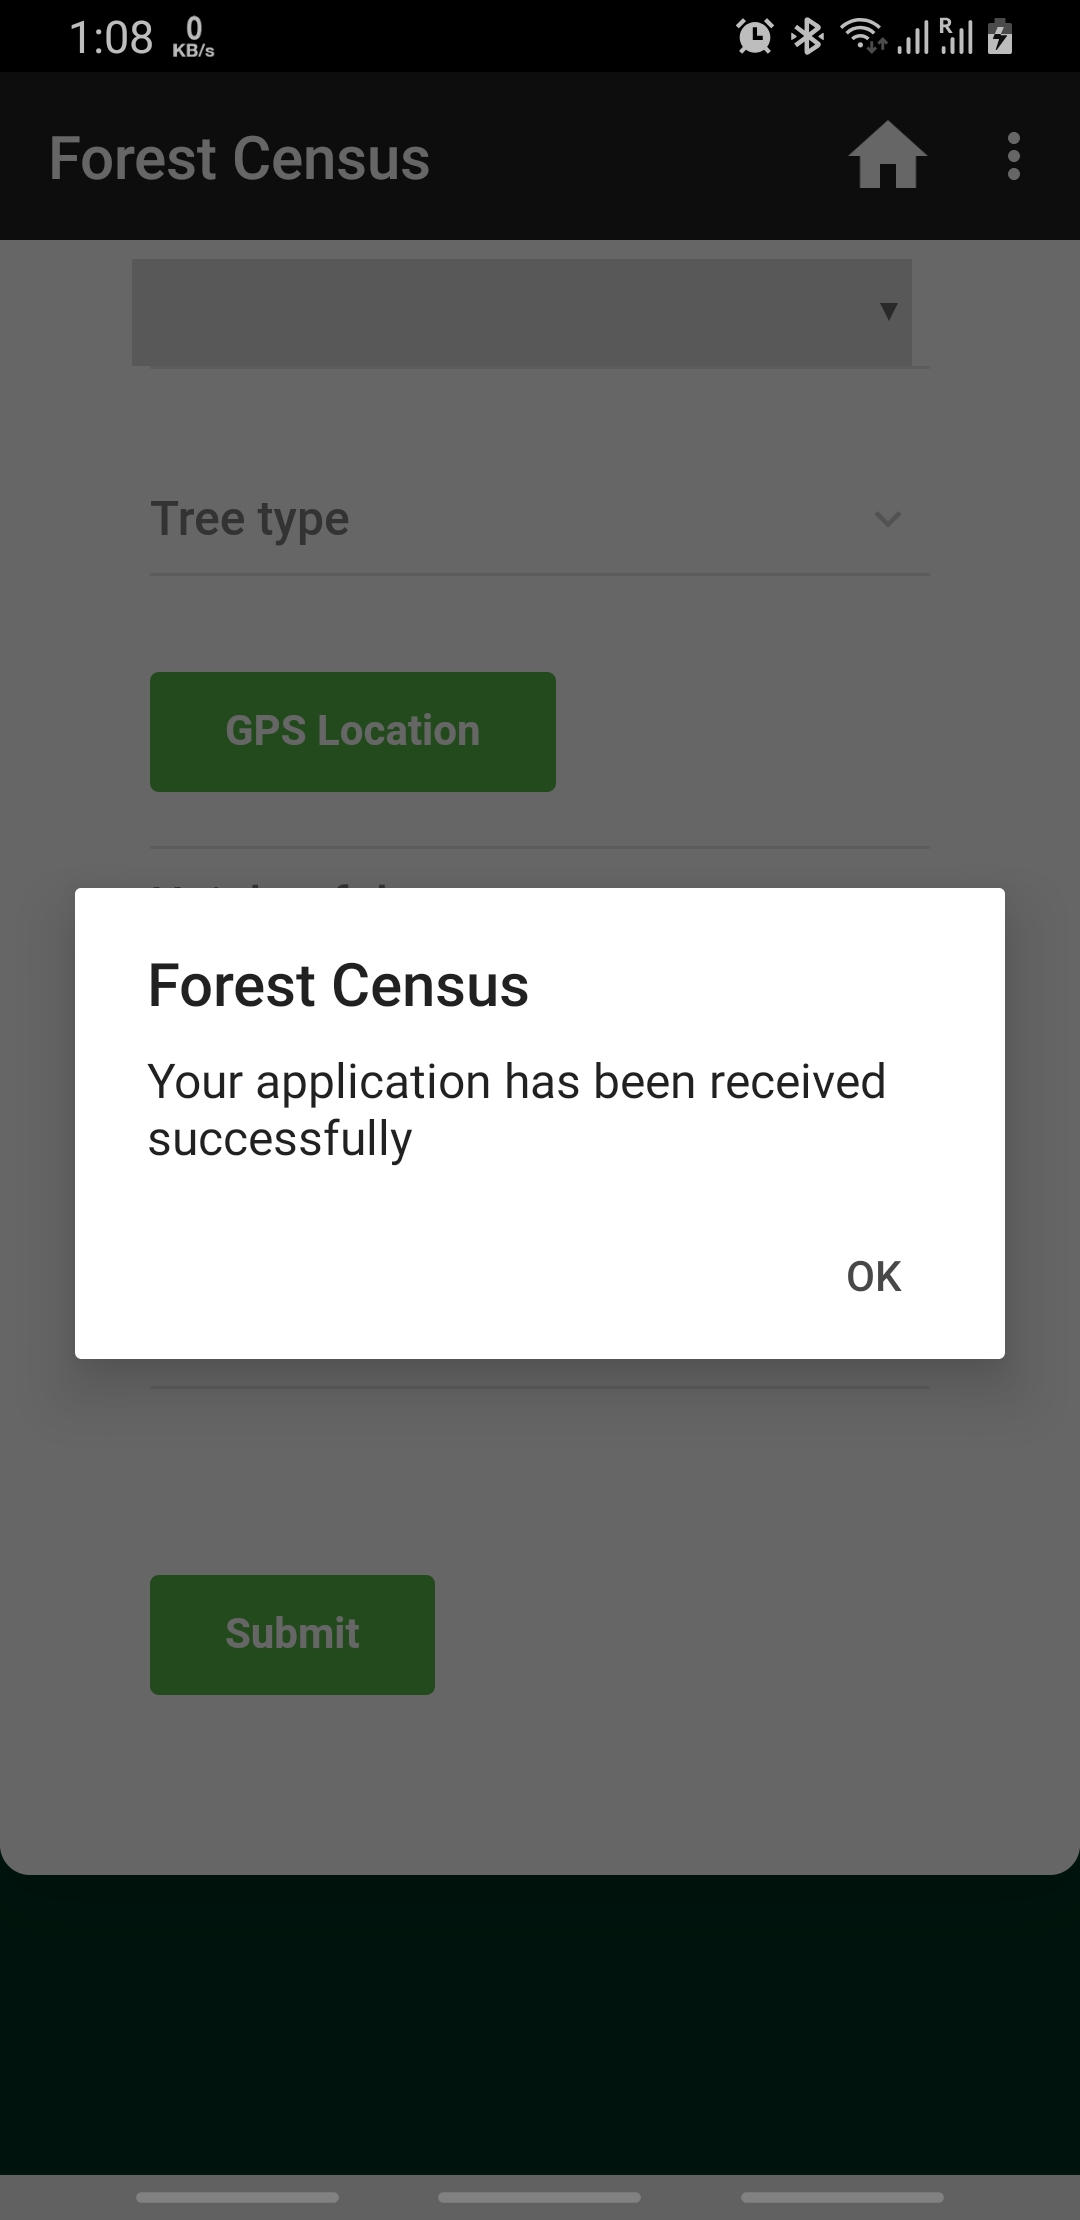 1:08 0 KB/s R
Forest Census
Tree type
GPS Location
Forest Census
Your application has been received
successfully
OK
Submit